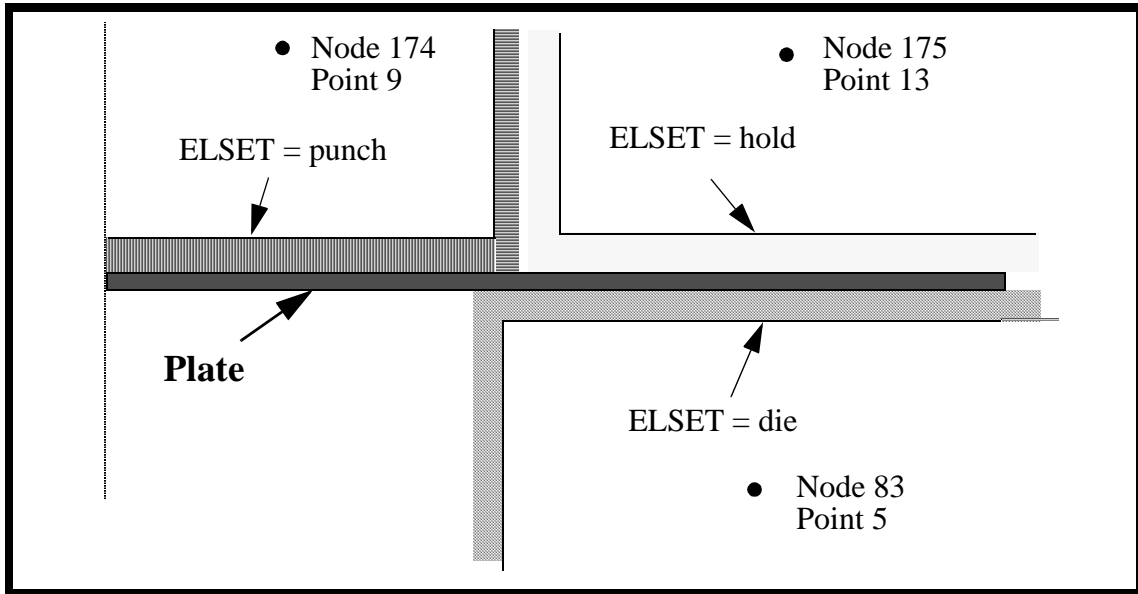 Node 174
Point 9
Node 175
Point 13
ELSET = punch
ELSET = hold
Plate
ELSET = die
Node 83
Point 5